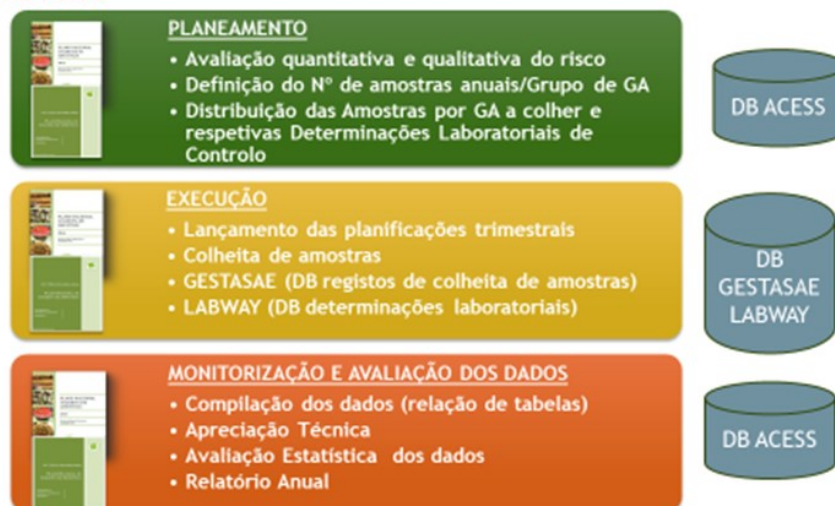 PLANEAMENTO
• Avaliação quantitativa e qualitativa do risco
• Definição do Nº de amostras anuais/Grupo de GA
• Distribuição das Amostras por GA a colher e
respetivas Determinações Laboratoriais de
Controlo
DB ACESS
EXECUÇÃO
• Lançamento das planificações trimestrais
• Colheita de amostras
• GESTASAE (DB registos de colheita de amostras)
• LABWAY (DB determinações laboratoriais)
DB
GESTASAE
LABWAY
MONITORIZAÇÃO E AVALIAÇÃO DOS DADOS
• Compilação dos dados (relação de tabelas)
• Apreciação Técnica
• Avaliação Estatística dos dados
• Relatório Anual
DB ACESS